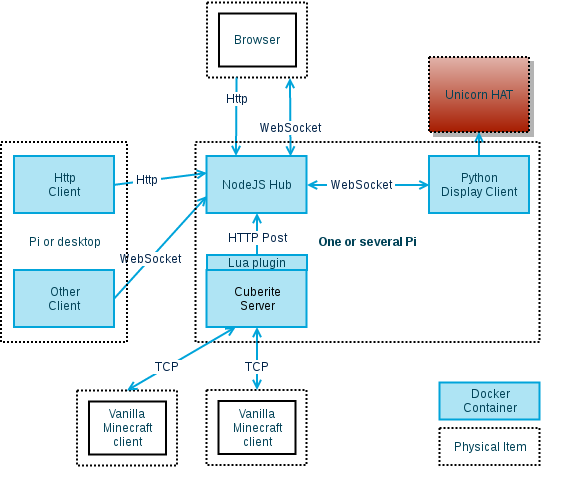 Browser
Http
WebSocket
Unicorn HAT
Http
Client
Http
NodeJS Hub
WebSocket
Python
Display Client
Pi or desktop
HTTP Post
One or several Pi
WebSocket
Lua plugin
Other
Client
Cuberite
Server
TCP
TCP
Vanilla
Minecraft
client
Vanilla
Minecraft
client
Docker
Container
Physical Item